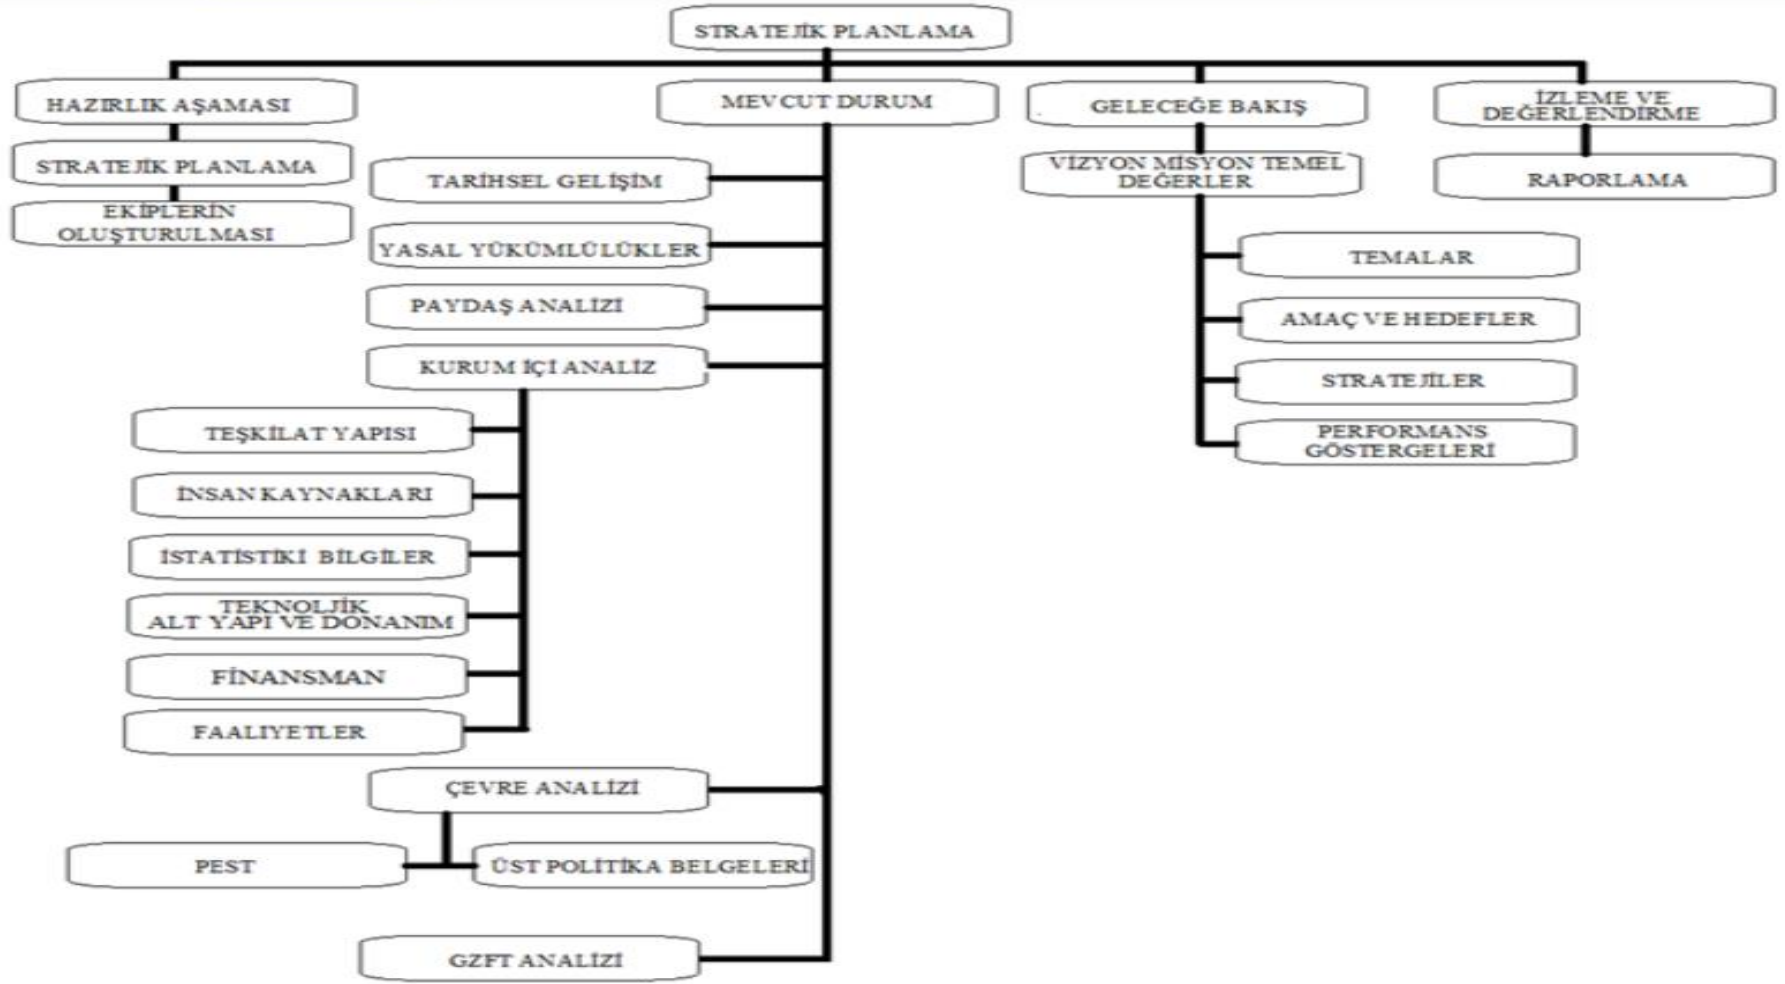 STRATEJİK PLANLAMA
HAZIRLIK AŞAMASI
STRATEJİK PLANLAMA
EKİPLERİN
OLUŞTURULMASI
MEVCUT DURUM
TARİHSEL GELİŞİM
YASAL YÜKÜMLÜLÜKLER
PAYDAŞ ANALİZİ
KURUM İÇİ ANALİZ
TEŞKİLAT YAPISI
İNSAN KAYNAKLARI
İSTATİSTİKİ BİLGİLER
TEKNOLJİK
ALT YAPI VE DONANIM
FİNANSMAN
FAALIYETLER
ÇEVRE ANALİZİ
PEST
ÜST POLİTİKA BELGELERİ
GZFT ANALİZİ
GELECEĞE BAKIŞ
VİZYON MİSYON TEMEL
DEĞERLER
TEMALAR
AMAÇ VE HEDEFLER
STRATEJİLER
PERFORMANS
GÖSTERGELERİ
İZLEME VE
DEĞERLENDİRME
RAPORLAMA